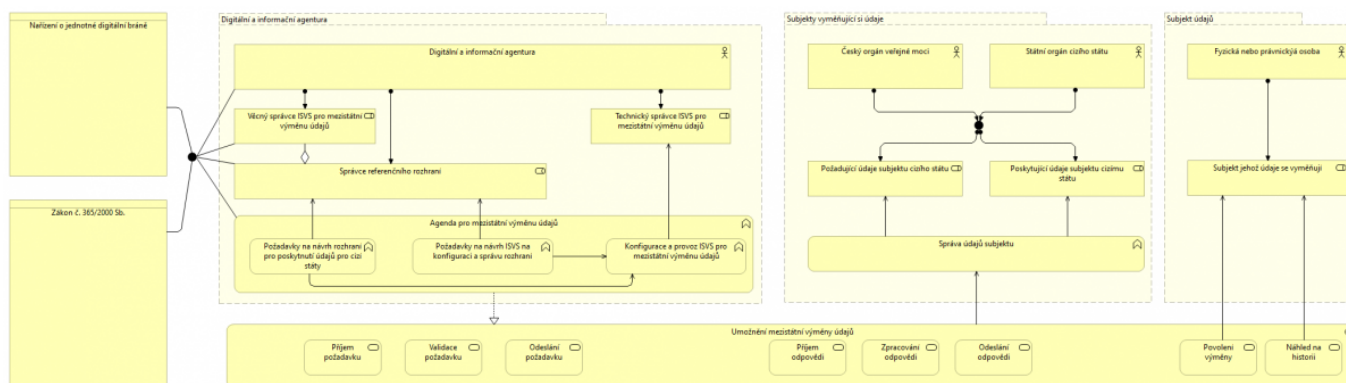 Nařízení o jednotné digitální bráně
Zákon č. 365/2000 Sb.
Digitální a informační agentura
Digitální a informační agentura
Věcný správce ISVS pro mezistátní
výměnu údajů
Technický správce ISVS pro
mezistátní výměnu údajů
Správce referenčního rozhraní
Agenda pro mezistátní výměnu údajů
Požadavky na návrh rozhraní
pro poskytnutí údajů pro cizí
státy
Požadavky na návrh ISVS na
konfiguraci a správu rozhraní
Konfigurace a provoz ISVS pro
mezistátní výměnu údajů
Subjekty vyměňující si údaje
Český orgán veřejné moci
Státní orgán cizího státu
Požadující údaje subjektu cizího státu
Poskytující údaje subjektu cizímu
státu
Správa údajů subjektu
Subjekt údajů
Fyzická nebo právnickýá osoba
Subjekt jehož údaje se vyměňují
Umožnění mezistátní výměny údajů
Příjem
požadavku
Validace
požadavku
Odeslání
požadavku
Příjem
odpovědi
Zpracování
odpovědi
Odeslání
odpovědi
Povolení
výměny
Náhled na
historii